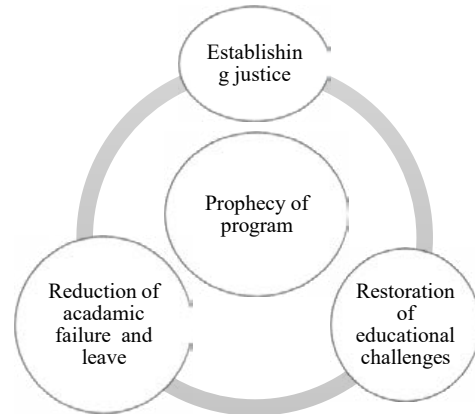 Establishin
g justice
Prophecy of
program
Reduction of
acadamic
failure and
leave
Restoration
of
educational
challenges